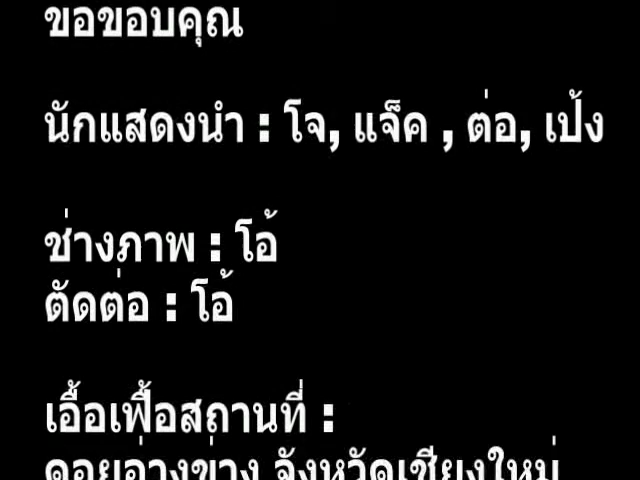 ขอขอบคุณ
นักแสดงนำ : โจ, แจ็ค , ต่อ, เป้ง
ช่างภาพ : โอ้
ตัดต่อ : โอ้
เอื้อเฟื้อสถานที่ :
ดอยอ่างข่าง จังหวัดเชียงใหม่